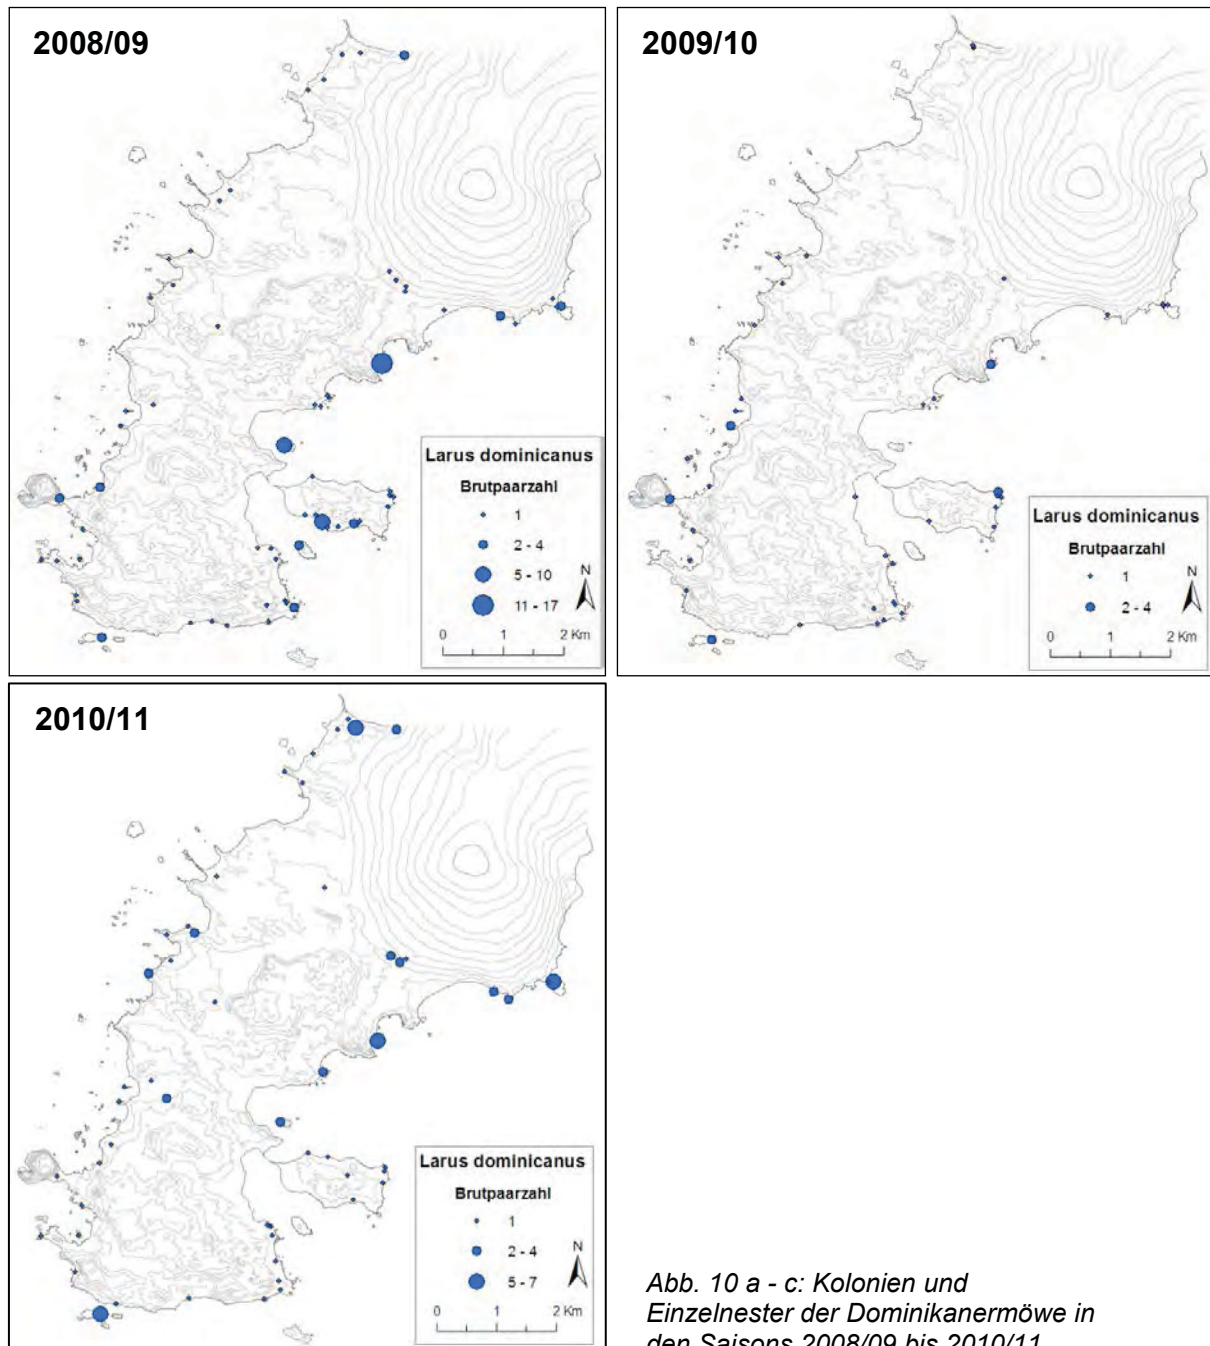 2008/09
Larus dominicanus
Brutpaarzahl
1
2 - 4
5 - 10
11 - 17
N
0 1 2 Km
2009/10
Larus dominicanus
Brutpaarzahl
1
2 - 4
N
0 1 2 Km
2010/11
Larus dominicanus
Brutpaarzahl
1
2 - 4
5 - 7
N
0 1 2 Km
Abb. 10 a - c: Kolonien und
Einzelnester der Dominikanermöwe in
den Saisons 2008/09 bis 2010/11